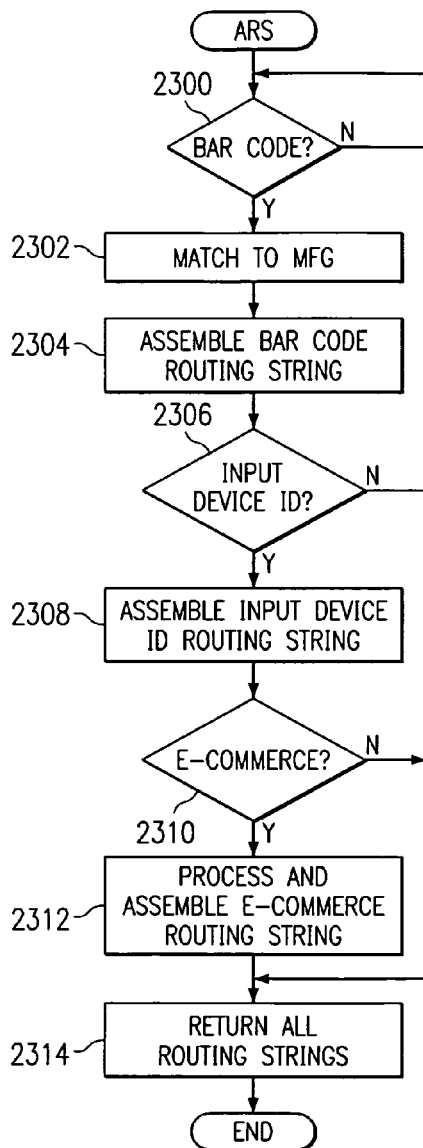 ARS
2300
BAR CODE?
N
Y
2302
MATCH TO MFG
2304
ASSEMBLE BAR CODE
ROUTING STRING
2306
INPUT
DEVICE ID?
N
Y
2308
ASSEMBLE INPUT DEVICE
ID ROUTING STRING
E-COMMERCE?
N
2310
Y
2312
PROCESS AND
ASSEMBLE E-COMMERCE
ROUTING STRING
2314
RETURN ALL
ROUTING STRINGS
END